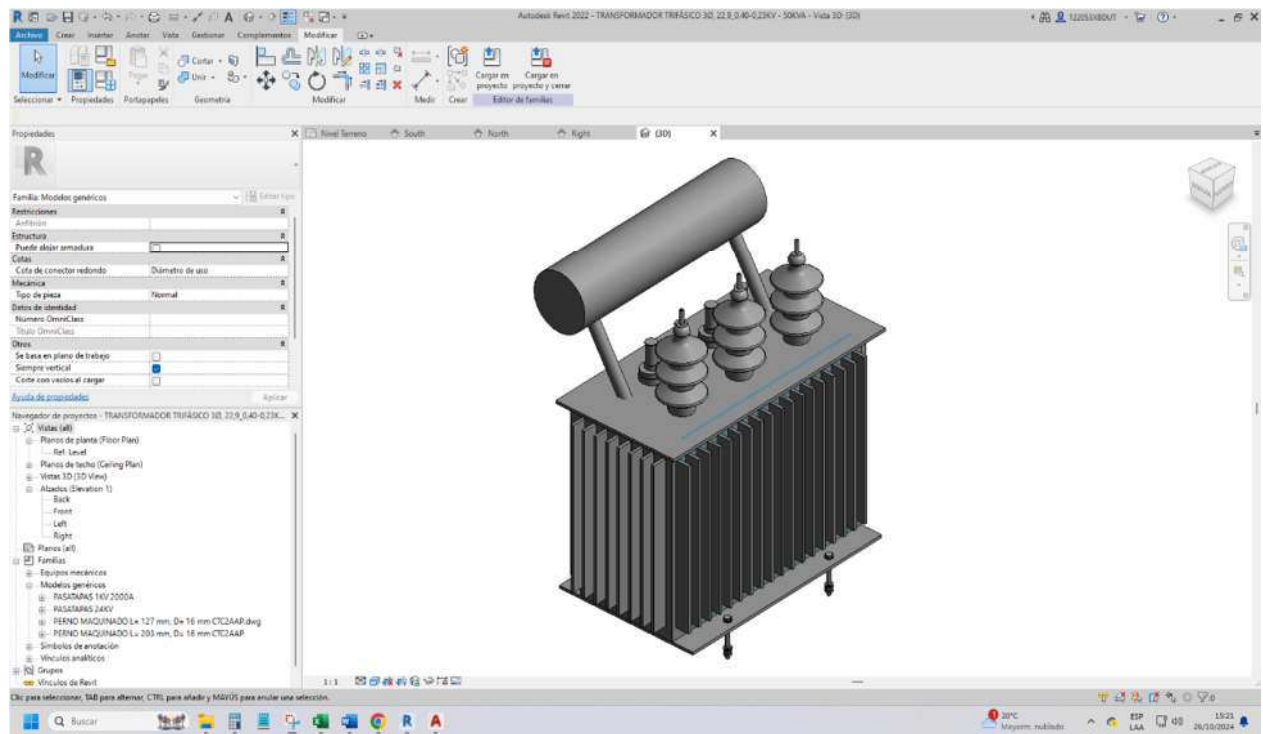 Autodesk Revit 2022 - TRANSFORMADOR TRIFÁSICO 3Ø, 22,9_0,40-0,23KV - 50KVA - Vista 3D: {3D}
Archivo Crear Insertar Anotar Vista Gestionar Complementos Modificar
Modificar
Pegar
Cortar
Unir
Cargar en proyecto
Cargar en proyecto y cerrar
Seleccionar Propiedades Portapapeles Geometría Modificar Medir Crear Editor de familias
Propiedades
Nivel Terreno South North Right {3D}
R
Familia: Modelos genéricos
Editar tipo
Restricciones
Anfitrión
Estructura
Puede alojar armadura
Cotas
Cota de conector redondo Diámetro de uso
Mecánica
Tipo de pieza Normal
Datos de identidad
Número OmniClass
Título OmniClass
Otros
Se basa en plano de trabajo
Siempre vertical
Corte con vacíos al cargar
Ayuda de propiedades Aplicar
Navegador de proyectos - TRANSFORMADOR TRIFÁSICO 3Ø, 22,9_0,40-0,23K...
Vistas (all)
Planos de planta (Floor Plan)
Ref. Level
Planos de techo (Ceiling Plan)
Vistas 3D (3D View)
Alzados (Elevation 1)
Back
Front
Left
Right
Planos (all)
Familias
Equipos mecánicos
Modelos genéricos
PASATAPAS 1KV 2000A
PASATAPAS 24KV
PERNO MAQUINADO L= 127 mm, D= 16 mm CTC2AAP.dwg
PERNO MAQUINADO L= 203 mm, D= 16 mm CTC2AAP
Símbolos de anotación
Vínculos analíticos
Grupos
Vínculos de Revit
1 : 1
Clic para seleccionar, TAB para alternar, CTRL para añadir y MAYÚS para anular una selección.
:0
Buscar
20°C
Mayorm. nublado
ESP
LAA
15:21
26/10/2024